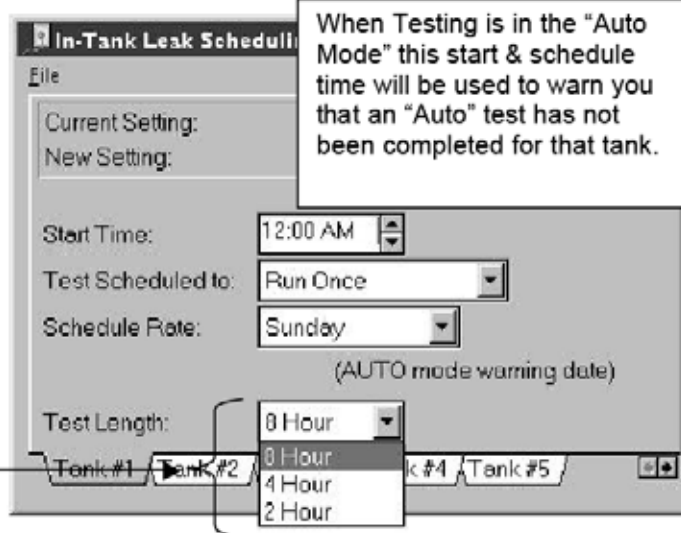 In-Tank Leak Scheduli
When Testing is in the “Auto
Mode” this start & schedule
time will be used to warn you
that an “Auto” test has not
been completed for that tank.
File
Current Setting:
New Setting:
Start Time:
12:00 AM
Test Scheduled to:
Run Once
Schedule Rate:
Sunday
(AUTO mode warning date)
Test Length:
8 Hour
8 Hour
4 Hour
2 Hour
Tank #1
Tank #2
k #4
Tank #5